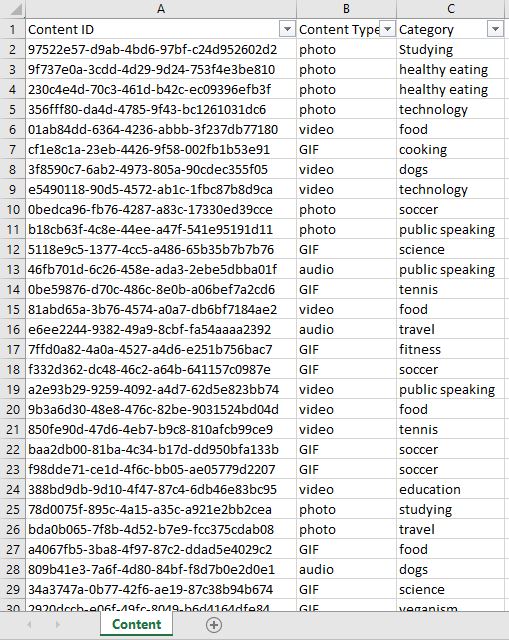 A B C
1 Content ID Content Type Category
2 97522e57-d9ab-4bd6-97bf-c24d952602d2 photo Studying
3 9f737e0a-3cdd-4d29-9d24-753f4e3be810 photo healthy eating
4 230c4e4d-70c3-461d-b42c-ec09396efb3f photo healthy eating
5 356fff80-da4d-4785-9f43-bc1261031dc6 photo technology
6 01ab84dd-6364-4236-abbb-3f237db77180 video food
7 cf1e8c1a-23eb-4426-9f58-002fb1b53e91 GIF cooking
8 3f8590c7-6ab2-4973-805a-90cdec355f05 video dogs
9 e5490118-90d5-4572-ab1c-1fbc87b8d9ca video technology
10 0bedca96-fb76-4287-a83c-17330ed39cce photo soccer
11 b18cb63f-4c8e-44ee-a47f-541e95191d11 photo public speaking
12 5118e9c5-1377-4cc5-a486-65b35b7b7b76 GIF science
13 46fb701d-6c26-458e-ada3-2ebe5dbba01f audio public speaking
14 0be59876-d70c-486c-8e0b-a06bef7a2cd6 GIF tennis
15 81abd65a-3b76-4574-a0a7-db6bf7184ae2 video food
16 e6ee2244-9382-49a9-8cbf-fa54aaaa2392 audio travel
17 7ffd0a82-4a0a-4527-a4d6-e251b756bac7 GIF fitness
18 f332d362-dc48-46c2-a64b-641157c0987e GIF soccer
19 a2e93b29-9259-4092-a4d7-62d5e823bb74 video public speaking
20 9b3a6d30-48e8-476c-82be-9031524bd04d video food
21 850fe90d-47d6-4eb7-b9c8-810afcb99ce9 video tennis
22 baa2db00-81ba-4c34-b17d-dd950bfa133b GIF soccer
23 f98dde71-ce1d-4f6c-bb05-ae05779d2207 GIF soccer
24 388bd9db-9d10-4f47-87c4-6db46e83bc95 video education
25 78d0075f-895c-4a15-a35c-a921e2bb2cea photo studying
26 bda0b065-7f8b-4d52-b7e9-fcc375cdab08 photo travel
27 a4067fb5-3ba8-4f97-87c2-ddad5e4029c2 GIF food
28 809b41e3-7a6f-4d80-84bf-f8d7b0e2d0e1 audio dogs
29 34a3747a-0b77-42f6-ae19-87c38b94b674 GIF science
30 2920dccb-e06f-49fc-8049-b6d4164dfe84 GIF veganism
Content